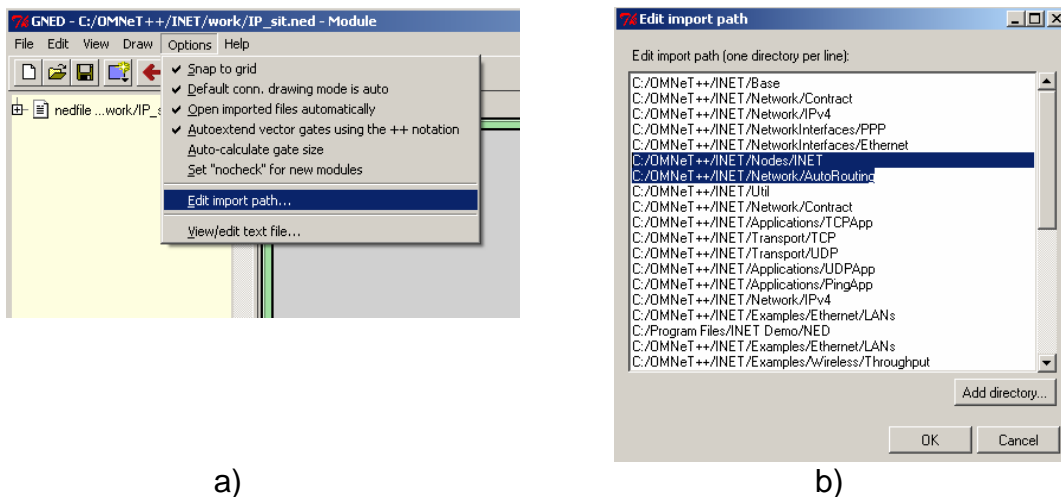 GNED - C:/OMNeT++/INET/work/IP_sit.ned - Module
File Edit View Draw Options Help
nedfile ...work/IP_s
Snap to grid
Default conn. drawing mode is auto
Open imported files automatically
Autoextend vector gates using the ++ notation
Auto-calculate gate size
Set "nocheck" for new modules
Edit import path...
View/edit text file...
a)
Edit import path
Edit import path (one directory per line):
C:/OMNeT++/INET/Base
C:/OMNeT++/INET/Network/Contract
C:/OMNeT++/INET/Network/IPv4
C:/OMNeT++/INET/NetworkInterfaces/PPP
C:/OMNeT++/INET/NetworkInterfaces/Ethernet
C:/OMNeT++/INET/Nodes/INET
C:/OMNeT++/INET/Network/AutoRouting
C:/OMNeT++/INET/Util
C:/OMNeT++/INET/Network/Contract
C:/OMNeT++/INET/Applications/TCPApp
C:/OMNeT++/INET/Transport/TCP
C:/OMNeT++/INET/Transport/UDP
C:/OMNeT++/INET/Applications/UDPApp
C:/OMNeT++/INET/Applications/PingApp
C:/OMNeT++/INET/Network/IPv4
C:/OMNeT++/INET/Examples/Ethernet/LANs
C:/Program Files/INET Demo/NED
C:/OMNeT++/INET/Examples/Ethernet/LANs
C:/OMNeT++/INET/Examples/Wireless/Throughput
Add directory...
OK Cancel
b)